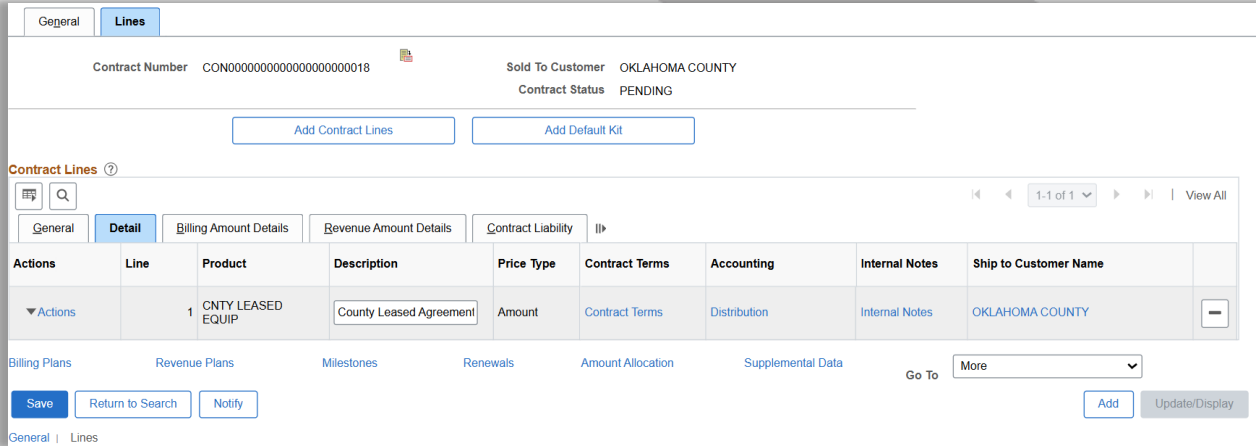 General Lines
Contract Number CON0000000000000000000018 Sold To Customer OKLAHOMA COUNTY
Contract Status PENDING
Add Contract Lines Add Default Kit
Contract Lines ?
1-1 of 1 | View All
General Detail Billing Amount Details Revenue Amount Details Contract Liability
Actions Line Product Description Price Type Contract Terms Accounting Internal Notes Ship to Customer Name
Actions 1 CNTY LEASED EQUIP County Leased Agreement Amount Contract Terms Distribution Internal Notes OKLAHOMA COUNTY
Billing Plans Revenue Plans Milestones Renewals Amount Allocation Supplemental Data Go To More
Save Return to Search Notify Add Update/Display
General | Lines